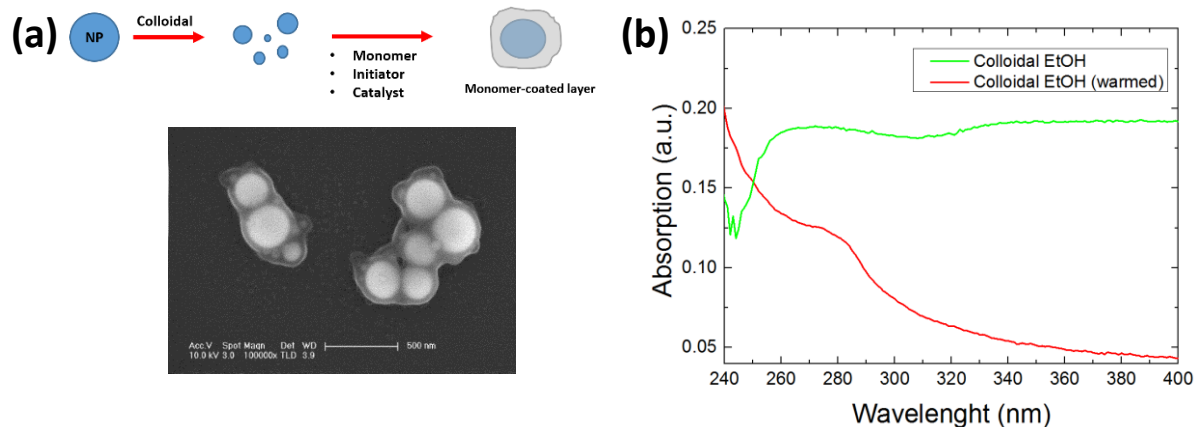 (a)
NP
Colloidal
• Monomer
• Initiator
• Catalyst
Monomer-coated layer
Acc.V Spot Magn Det WD
10.0 kV 3.0 100000x TLD 3.9
500 nm
(b)
0.25
0.20
0.15
0.10
0.05
Absorption (a.u.)
Colloidal EtOH
Colloidal EtOH (warmed)
240 260 280 300 320 340 360 380 400
Wavelenght (nm)